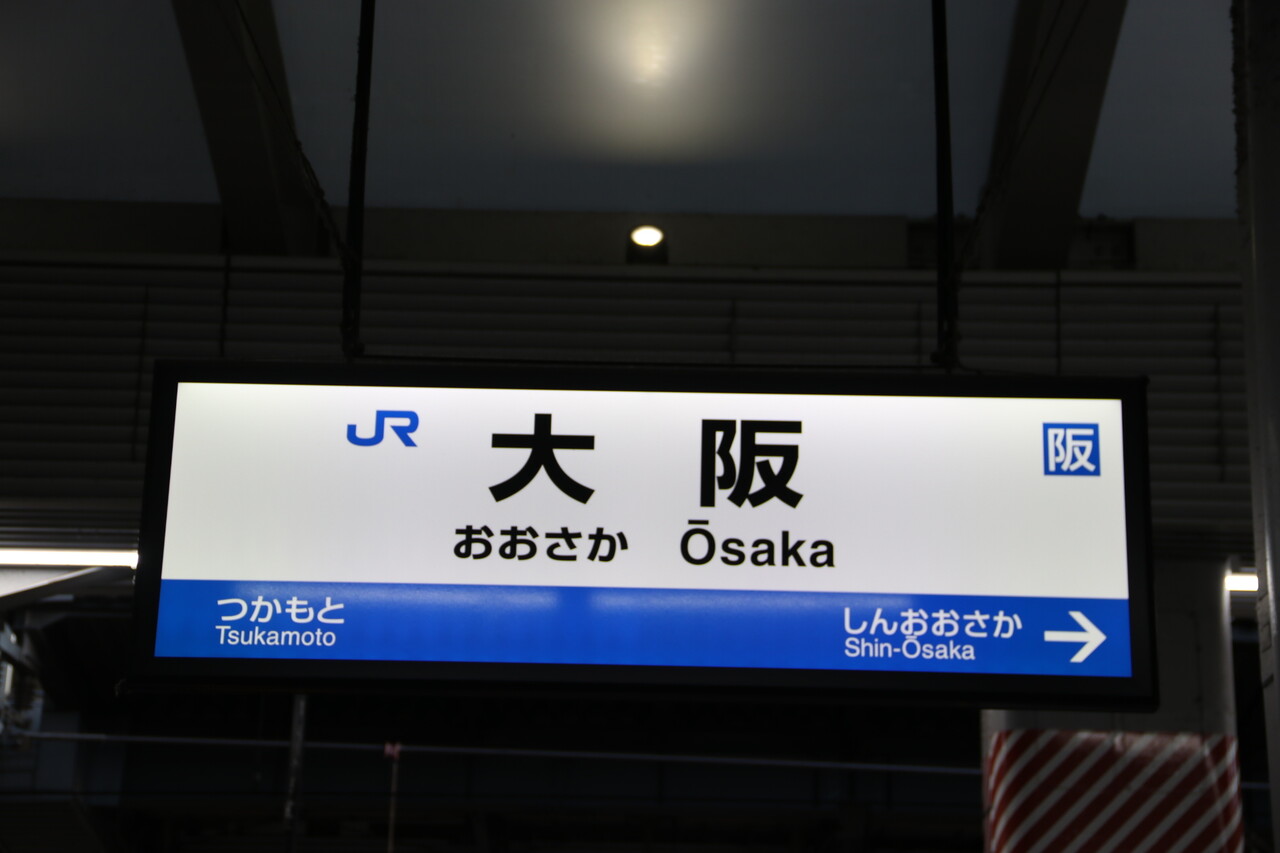 JR 大阪 阪
おおさか Ōsaka
つかもと しんおおさか →
Tsukamoto Shin-Ōsaka